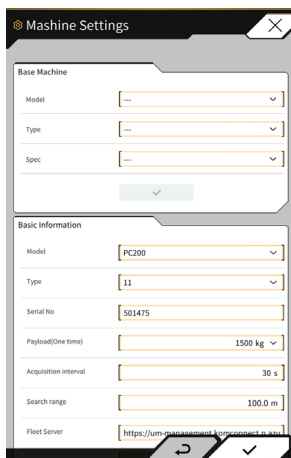 Mashine Settings
Base Machine
Model ---
Type ---
Spec ---
Basic Information
Model PC200
Type 11
Serial No 501475
Payload(One time) 1500 kg
Acquisition interval 30 s
Search range 100.0 m
Fleet Server https://um-management.komconnect.p.azu